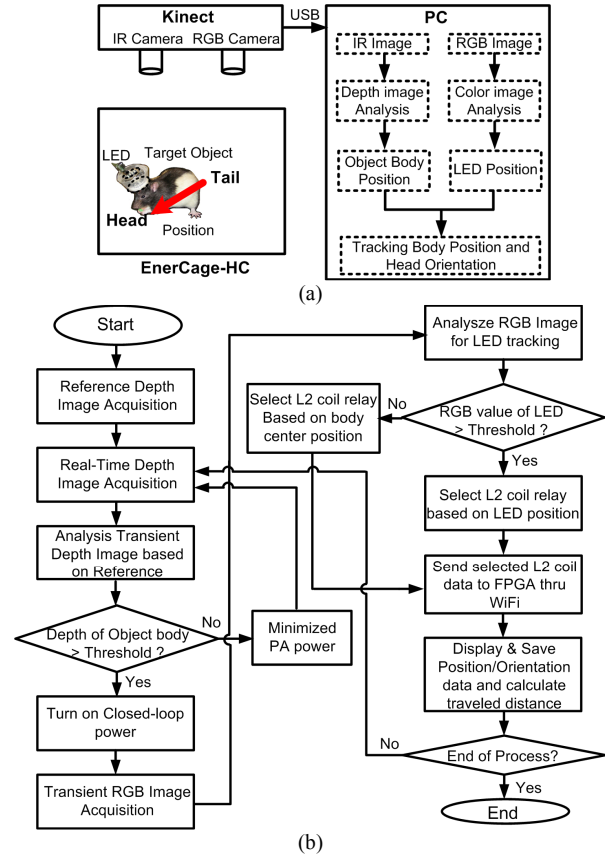 Kinect
IR Camera
RGB Camera
USB
PC
IR Image
RGB Image
Depth image
Analysis
Color image
Analysis
Object Body
Position
LED Position
Tracking Body Position and
Head Orientation
LED
Target Object
Tail
Head
Position
EnerCage-HC
(a)
Start
Reference Depth
Image Acquisition
Real-Time Depth
Image Acquisition
Analysis Transient
Depth Image based
on Reference
Depth of Object body
> Threshold ?
No
Minimized
PA power
Yes
Turn on Closed-loop
power
Transient RGB Image
Acquisition
Analysze RGB Image
for LED tracking
RGB value of LED
> Threshold ?
No
Select L2 coil relay
Based on body
center position
Yes
Select L2 coil relay
based on LED position
Send selected L2 coil
data to FPGA thru
WiFi
Display & Save
Position/Orientation
data and calculate
traveled distance
End of Process?
No
Yes
End
(b)